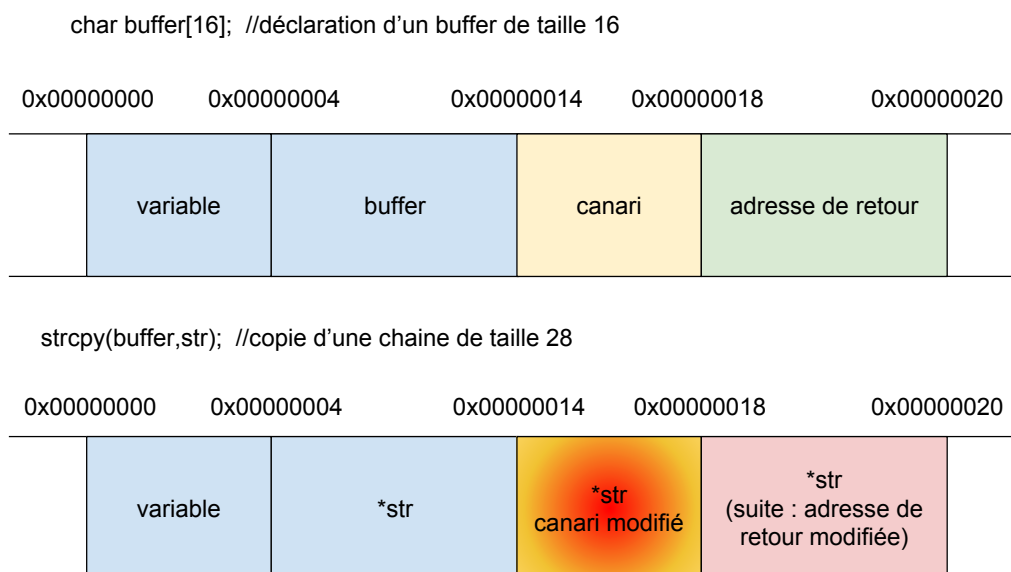 char buffer[16];  //déclaration d’un buffer de taille 16
0x00000000 0x00000004 0x00000014 0x00000018 0x00000020
variable buffer canari adresse de retour
strcpy(buffer,str);  //copie d’une chaine de taille 28
0x00000000 0x00000004 0x00000014 0x00000018 0x00000020
variable
*str
*str
canari modifié
*str
(suite : adresse de
retour modifiée)